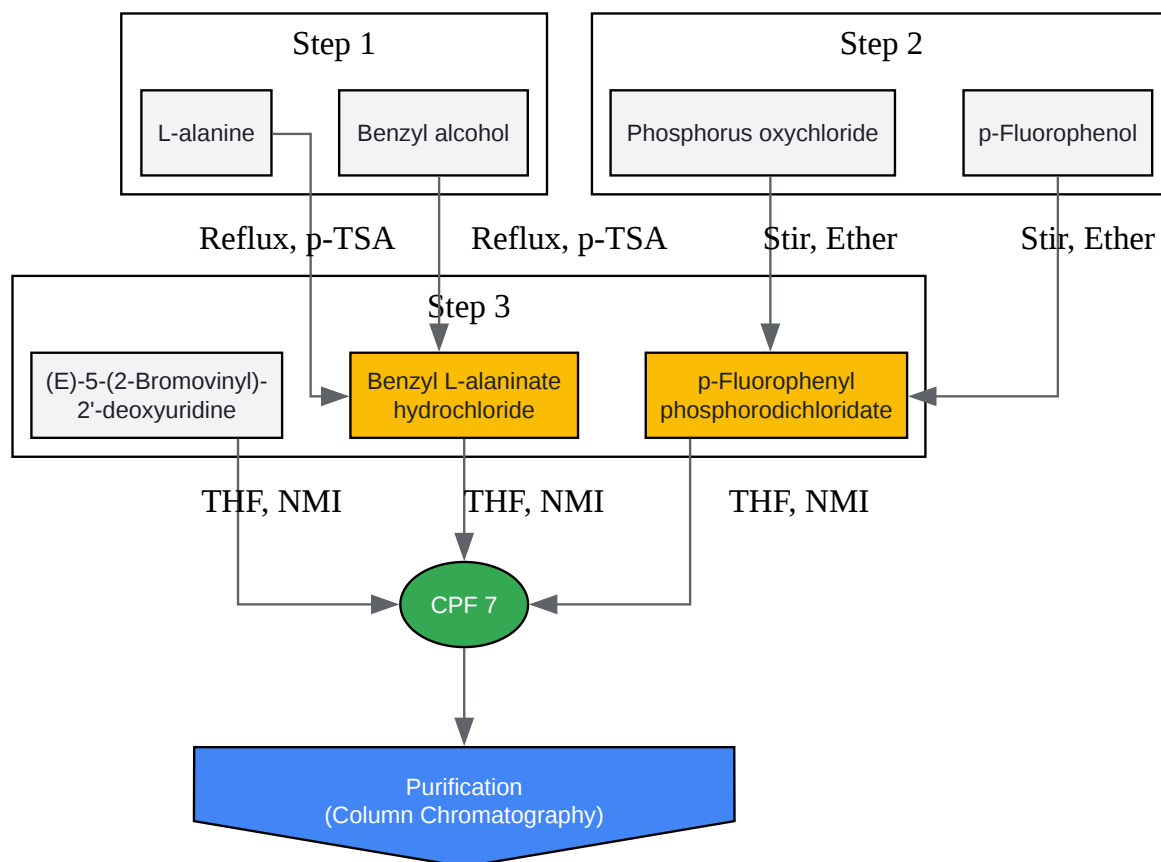 Step 1
Step 2
L-alanine
Benzyl alcohol
Phosphorus oxychloride
p-Fluorophenol
Reflux, p-TSA
Reflux, p-TSA
Stir, Ether
Stir, Ether
Step 3
(E)-5-(2-Bromovinyl)-
2'-deoxyuridine
Benzyl L-alaninate
hydrochloride
p-Fluorophenyl
phosphorodichloridate
THF, NMI
THF, NMI
THF, NMI
CPF 7
Purification
(Column Chromatography)